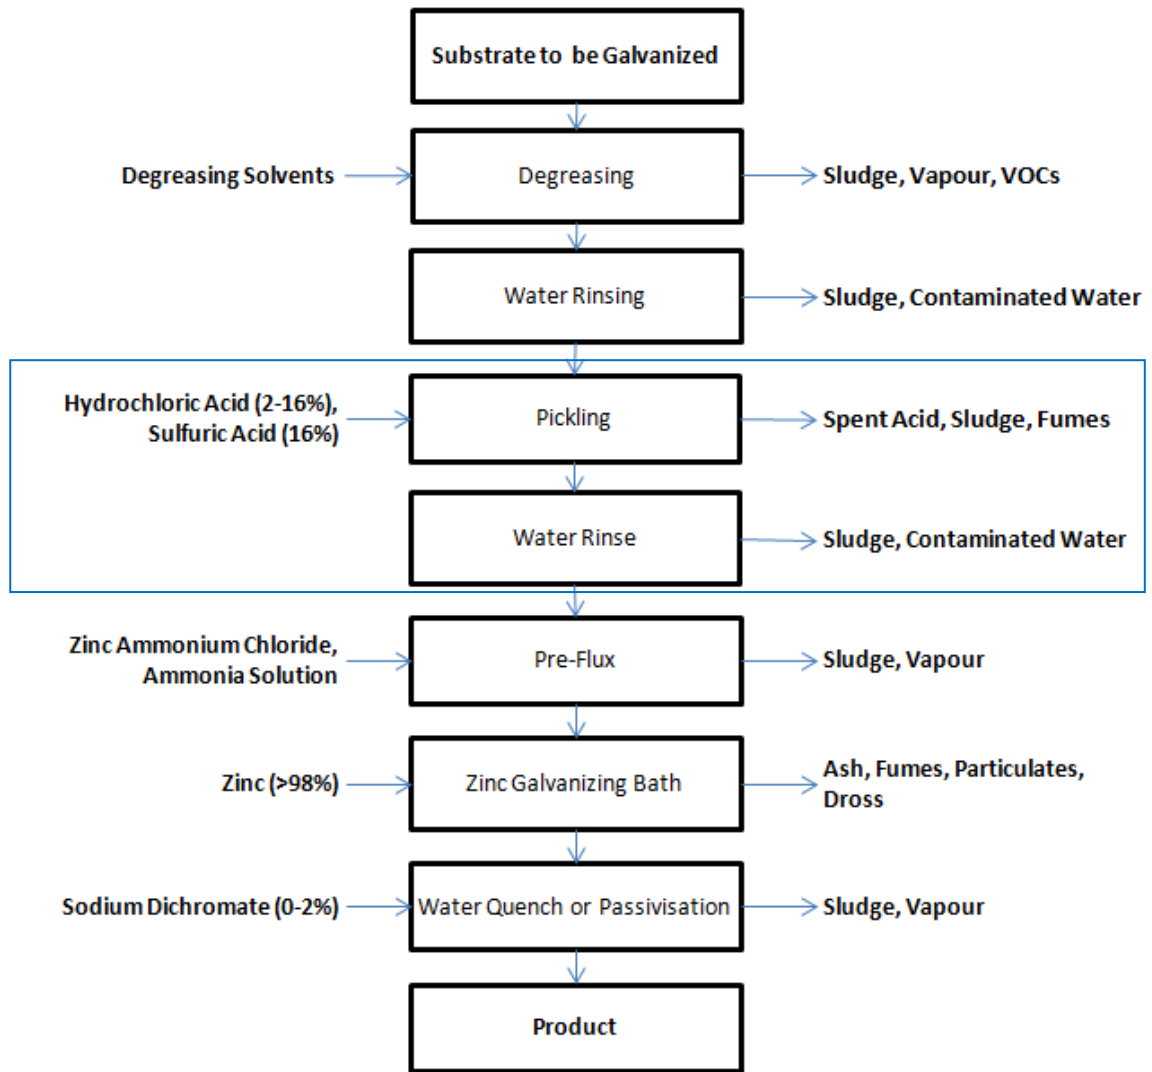 Substrate to be Galvanized
Degreasing Solvents
Degreasing
Sludge, Vapour, VOCs
Water Rinsing
Sludge, Contaminated Water
Hydrochloric Acid (2-16%),
Sulfuric Acid (16%)
Pickling
Spent Acid, Sludge, Fumes
Water Rinse
Sludge, Contaminated Water
Zinc Ammonium Chloride,
Ammonia Solution
Pre-Flux
Sludge, Vapour
Zinc (>98%)
Zinc Galvanizing Bath
Ash, Fumes, Particulates,
Dross
Sodium Dichromate (0-2%)
Water Quench or Passivisation
Sludge, Vapour
Product